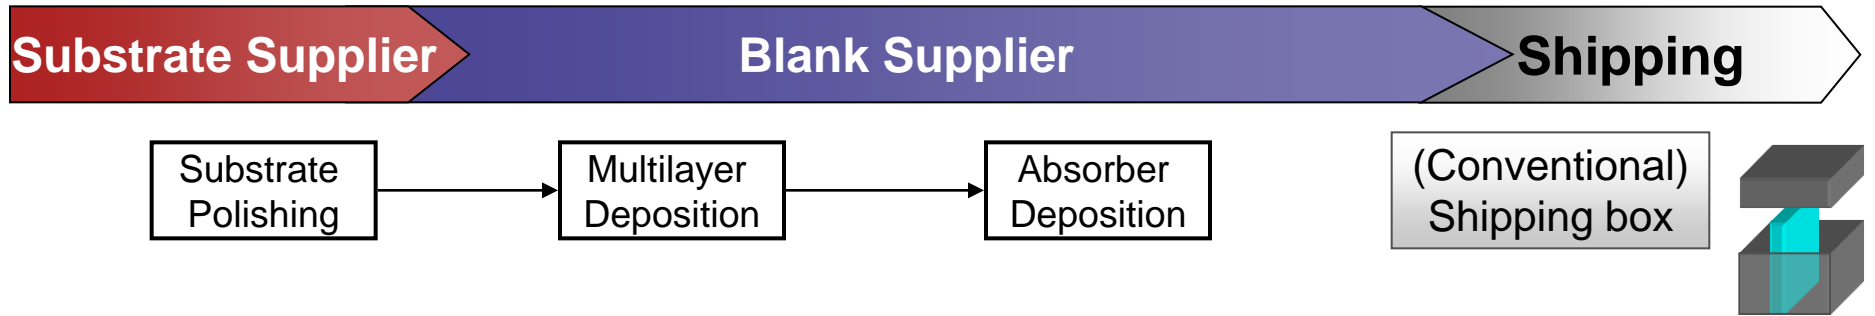 Substrate Supplier
Blank Supplier
Shipping
Substrate
Polishing
Multilayer
Deposition
Absorber
Deposition
(Conventional)
Shipping box